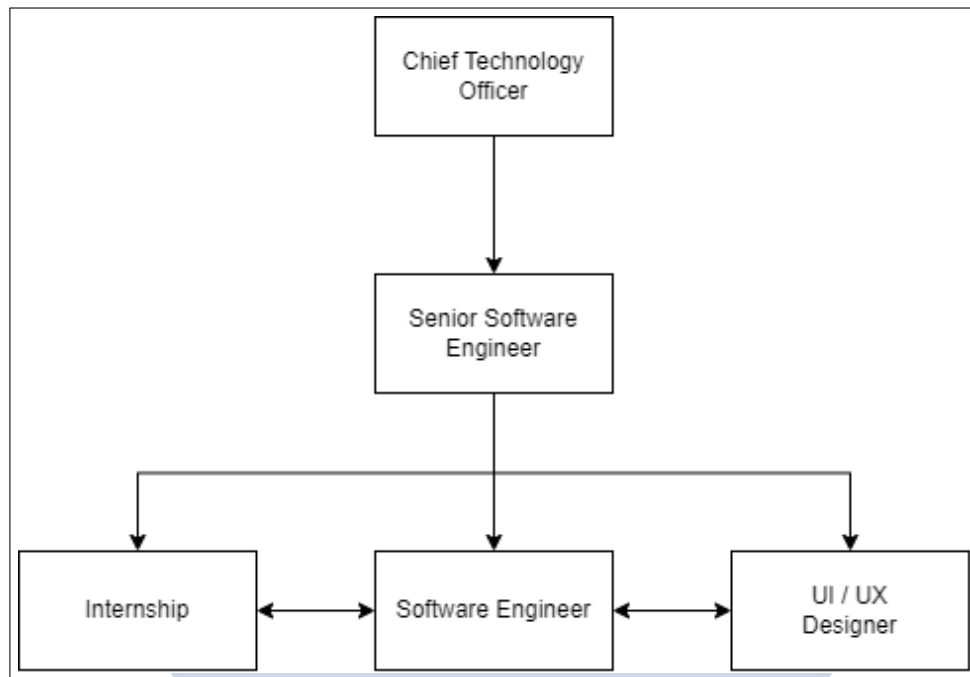 Chief Technology
Officer
Senior Software
Engineer
Internship
Software Engineer
UI / UX
Designer